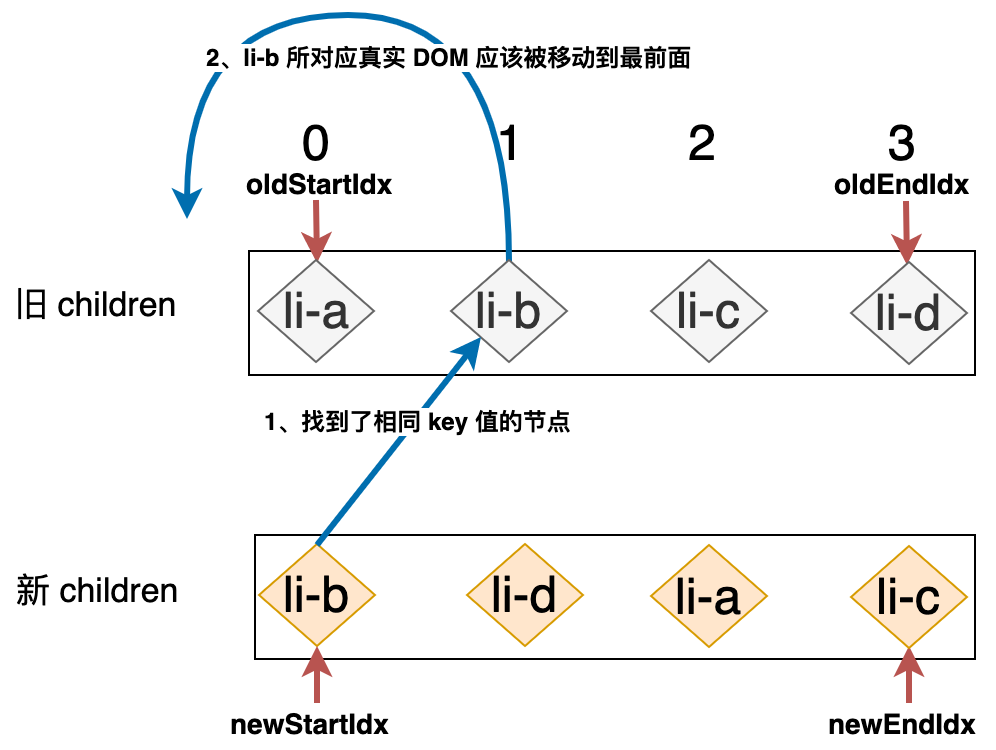 2、li-b 所对应真实 DOM 应该被移动到最前面
0 1 2 3
oldStartIdx oldEndIdx
旧 children li-a li-b li-c li-d
1、找到了相同 key 值的节点
新 children li-b li-d li-a li-c
newStartIdx newEndIdx